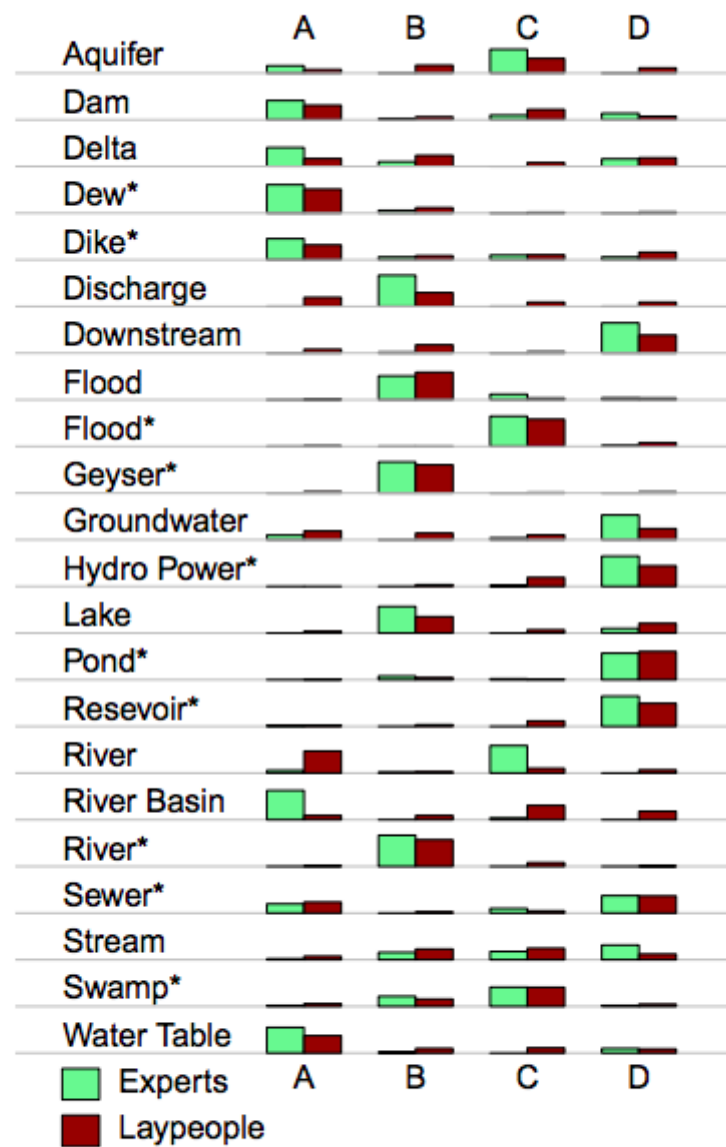 A B C D
Aquifer
Dam
Delta
Dew*
Dike*
Discharge
Downstream
Flood
Flood*
Geyser*
Groundwater
Hydro Power*
Lake
Pond*
Resevoir*
River
River Basin
River*
Sewer*
Stream
Swamp*
Water Table
A B C D
Experts
Laypeople